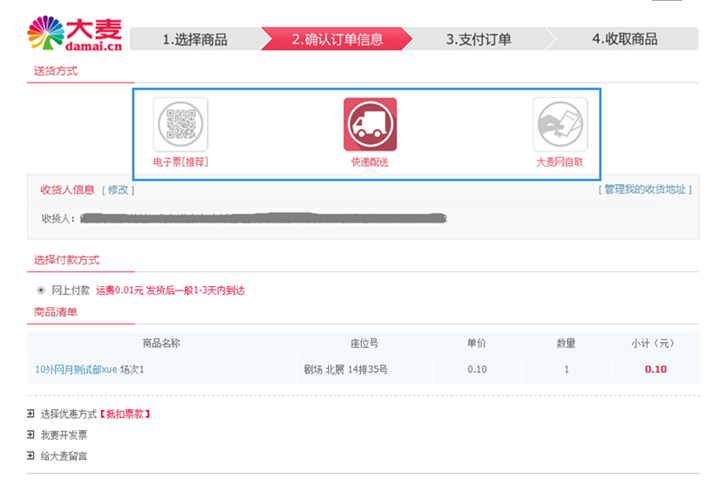 大麦
damai.cn
1.选择商品
2.确认订单信息
3.支付订单
4.收取商品
送货方式
电子票[推荐]
快递配送
大麦网自取
收货人信息 [ 修改 ]
[ 管理我的收货地址 ]
收货人：
选择付款方式
网上付款 运费0.01元 发货后一般1-3天内到达
商品清单
商品名称 座位号 单价 数量 小计（元）
10外网月测试部xue 场次1 剧场 北展 14排35号 0.10 1 0.10
选择优惠方式【抵扣票款】
我要开发票
给大麦留言